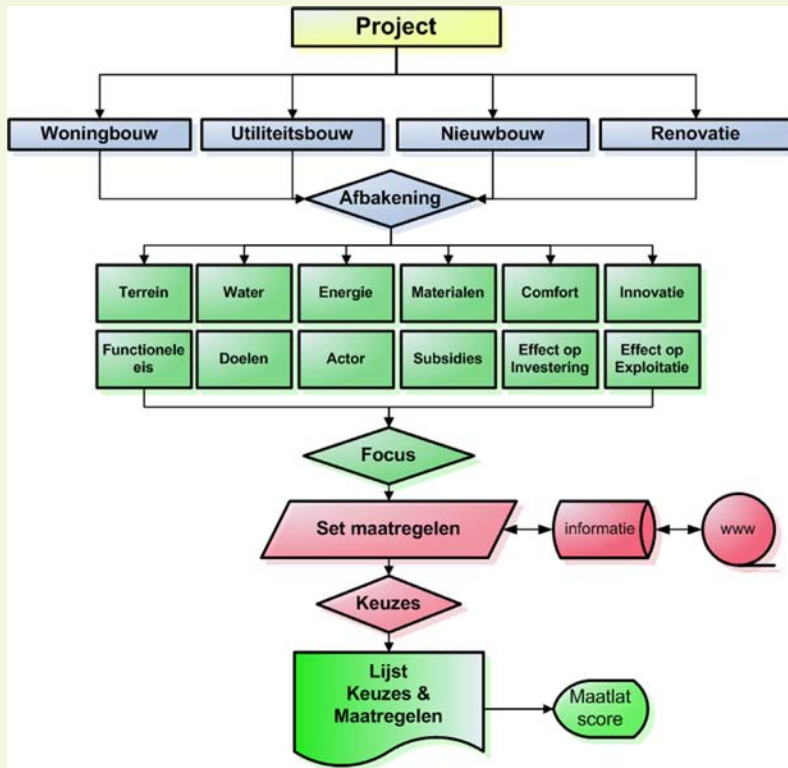 Project
Woningbouw
Utiliteitsbouw
Nieuwbouw
Renovatie
Afbakening
Terrein
Water
Energie
Materialen
Comfort
Innovatie
Functionele
eis
Doelen
Actor
Subsidies
Effect op
Investering
Effect op
Exploitatie
Focus
Set maatregelen
informatie
www
Keuzes
Lijst
Keuzes &
Maatregelen
Maatlat
score